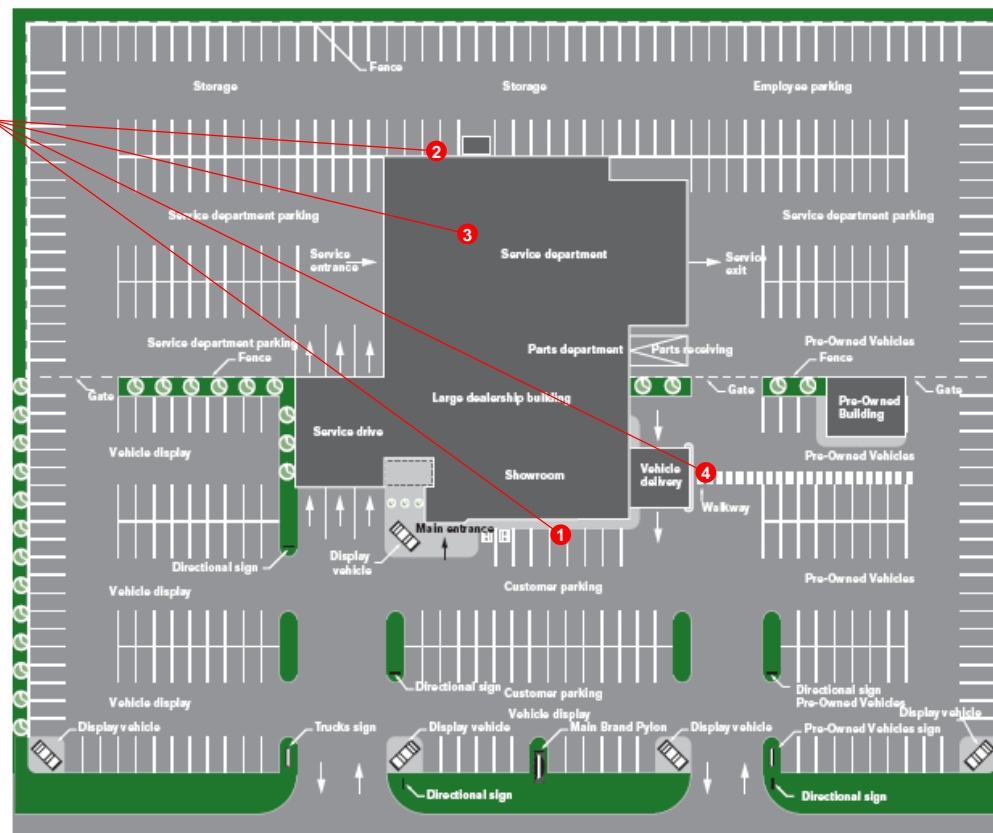 Fence
Storage
Storage
Employee parking
2
Service department parking
Service department parking
3
Service
entrance
Service department
Service
exit
Service department parking
Fence
Parts department
Parts receiving
Pre-Owned Vehicles
Fence
Gate
Gate
Gate
Large dealership building
Pre-Owned
Building
Service drive
Vehicle display
Pre-Owned Vehicles
Showroom
Vehicle
delivery
4
Walkway
Main entrance
1
Directional sign
Display
vehicle
Customer parking
Pre-Owned Vehicles
Vehicle display
Directional sign
Customer parking
Directional sign
Pre-Owned Vehicles
Vehicle display
Vehicle display
Display vehicle
Display vehicle
Trucks sign
Display vehicle
Main Brand Pylon
Display vehicle
Pre-Owned Vehicles sign
Directional sign
Directional sign